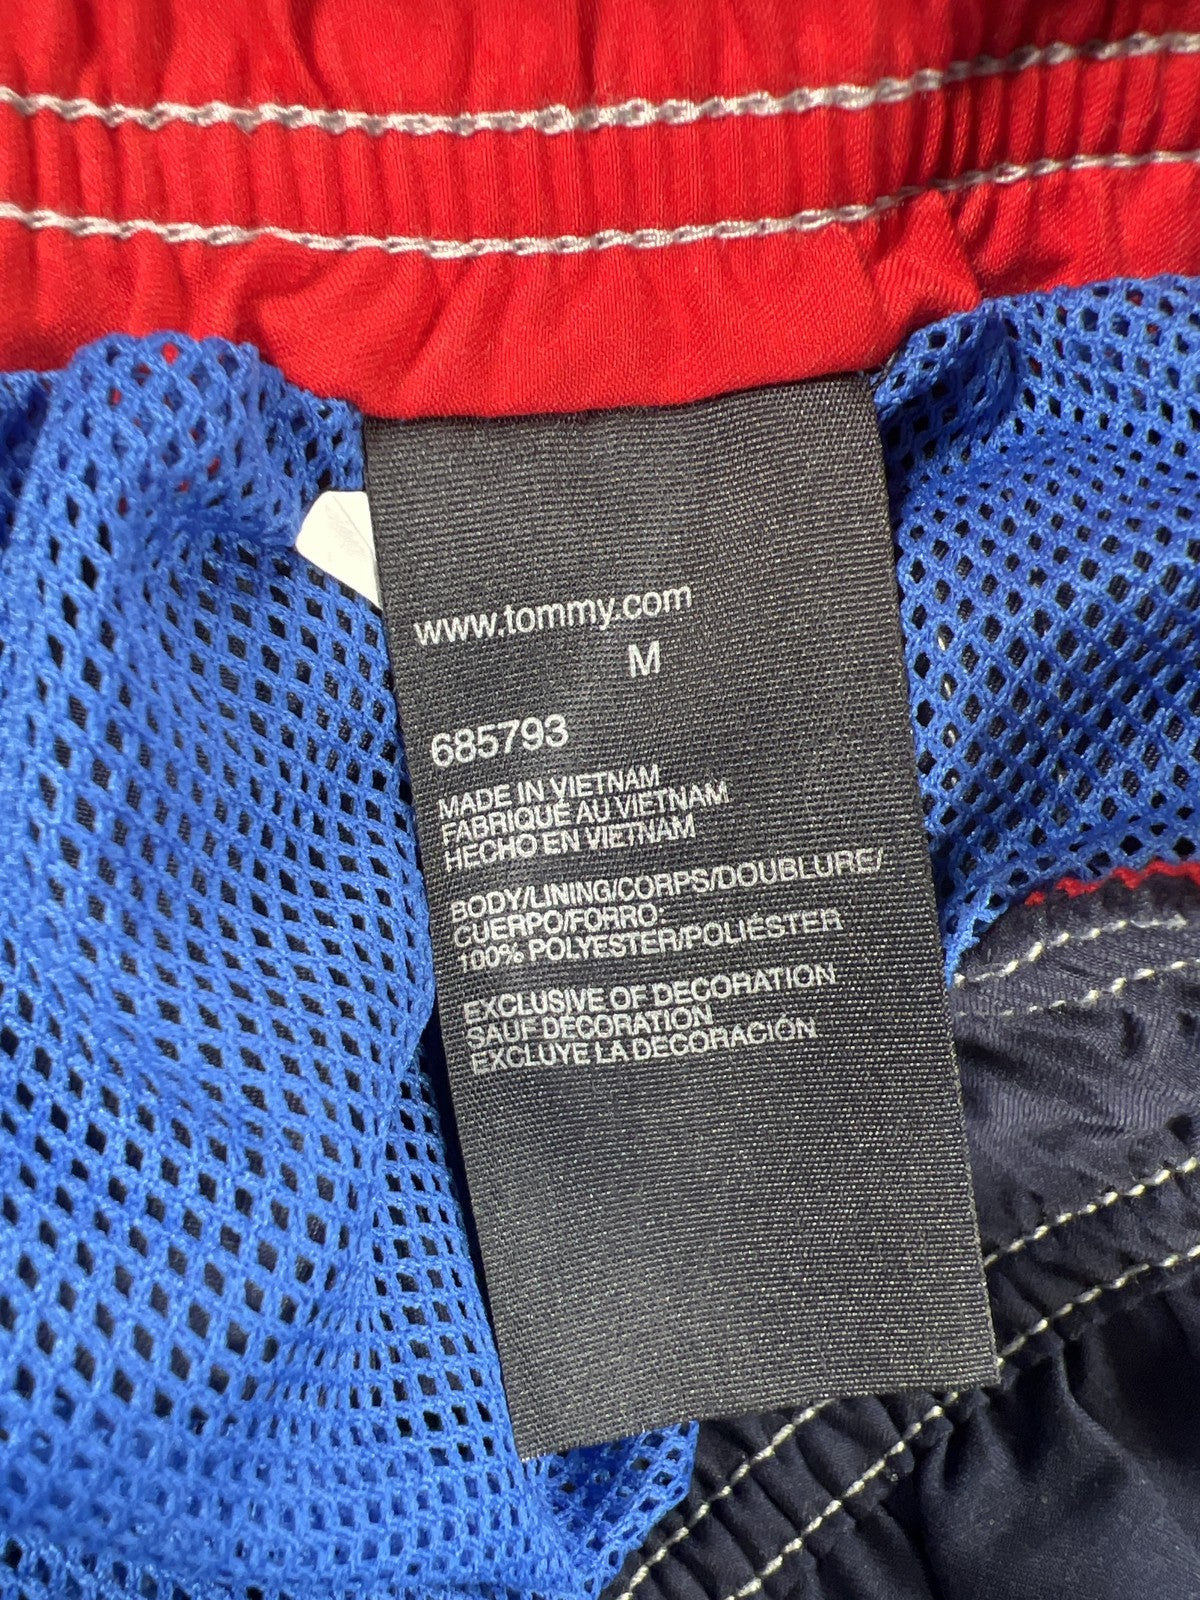 www.tommy.com
M
685793
MADE IN VIETNAM
FABRIQUÉ AU VIETNAM
HECHO EN VIETNAM
BODY/LINING/CORPS/DOUBLURE/
CUERPO/FORRO:
100% POLYESTER/POLIÉSTER
EXCLUSIVE OF DECORATION
SAUF DÉCORATION
EXCLUYE LA DECORACIÓN